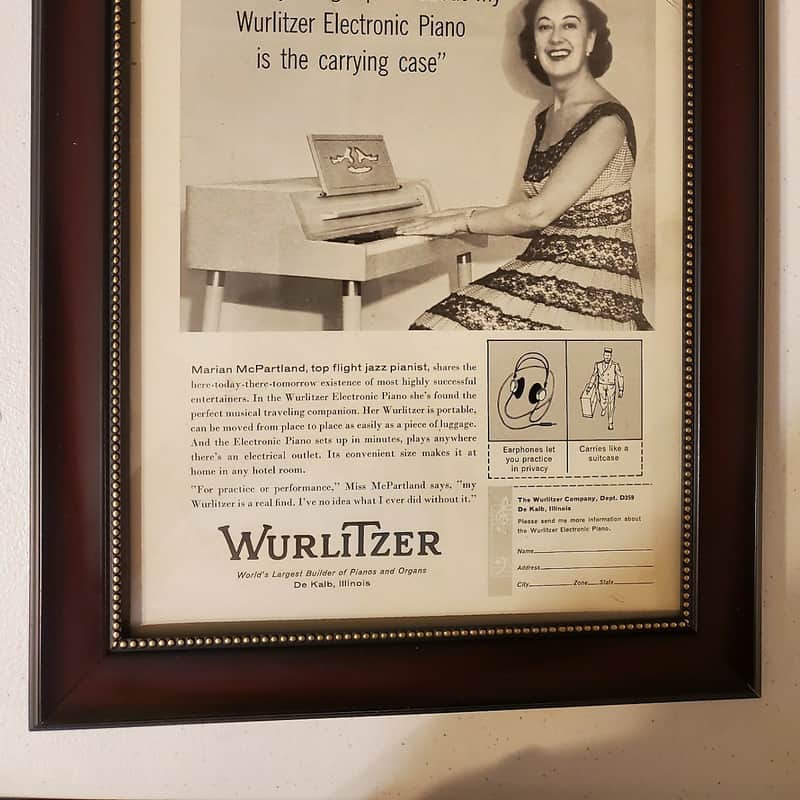 Wurlitzer Electronic Piano
is the carrying case”
Marian McPartland, top flight jazz pianist, shares the
here-today-there-tomorrow existence of most highly successful
entertainers. In the Wurlitzer Electronic Piano she's found the
perfect musical traveling companion. Her Wurlitzer is portable,
can be moved from place to place as easily as a piece of luggage.
And the Electronic Piano sets up in minutes, plays anywhere
there's an electrical outlet. Its convenient size makes it at
home in any hotel room.
"For practice or performance," Miss McPartland says, "my
Wurlitzer is a real find. I've no idea what I ever did without it."
WURLITZER
World's Largest Builder of Pianos and Organs
De Kalb, Illinois
Earphones let
you practice
in privacy
Carries like a
suitcase
The Wurlitzer Company, Dept. D259
De Kalb, Illinois
Please send me more information about
the Wurlitzer Electronic Piano.
Name
Address
City Zone State